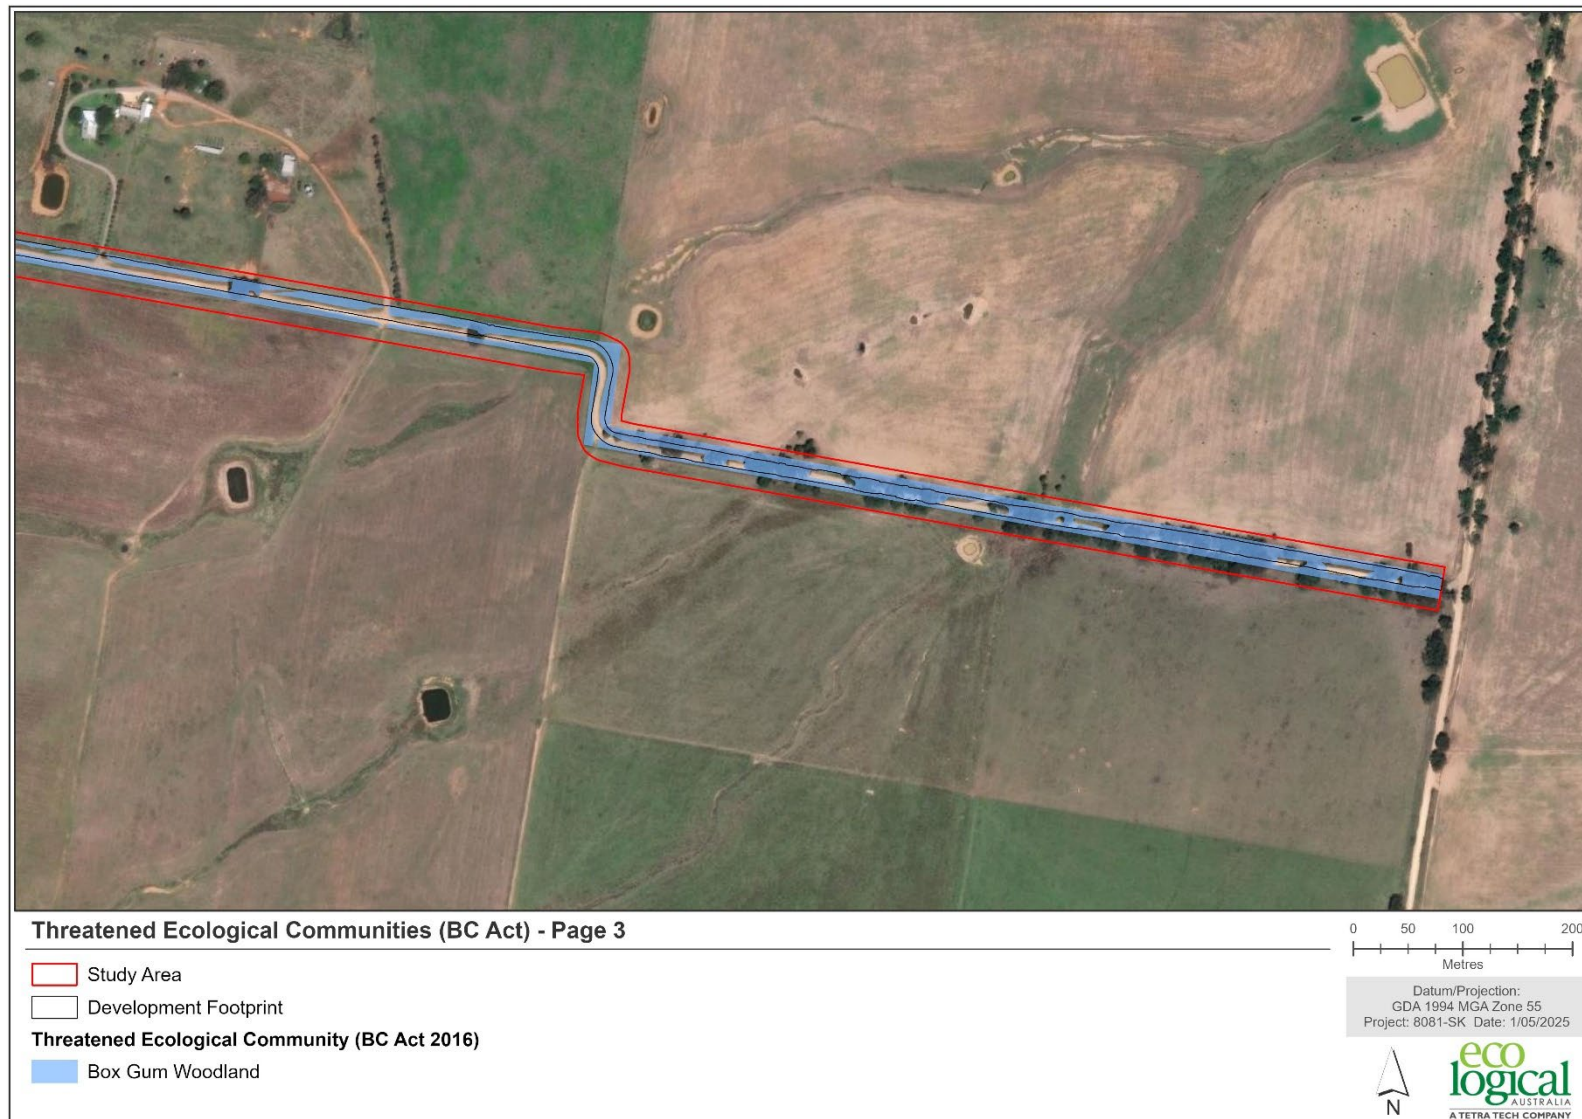 Threatened Ecological Communities (BC Act) - Page 3
Study Area
Development Footprint
Threatened Ecological Community (BC Act 2016)
Box Gum Woodland
0 50 100 200
Metres
Datum/Projection:
GDA 1994 MGA Zone 55
Project: 8081-SK Date: 1/05/2025
N
eco
logical
AUSTRALIA
A TETRA TECH COMPANY